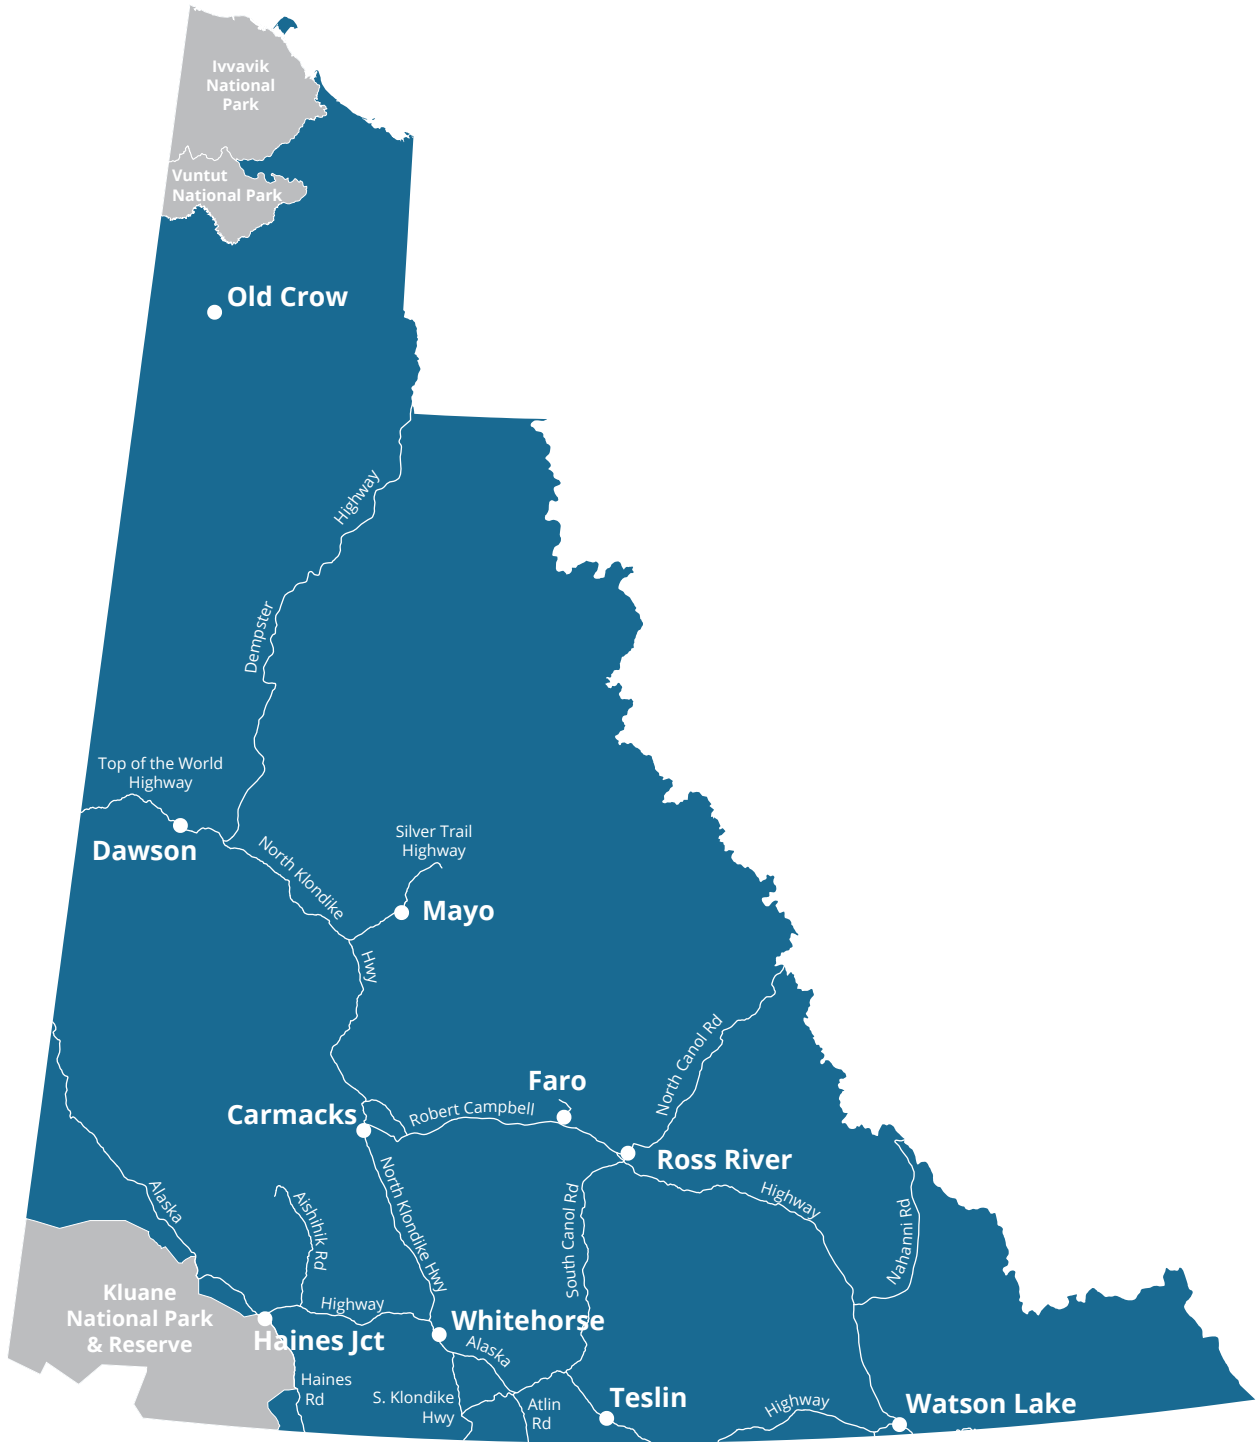 Ivvavik
National
Park
Vuntut
National Park
Old Crow
Highway
Dempster
Top of the World
Highway
Dawson
North Klondike
Silver Trail
Highway
Mayo
Hwy
North Canol Rd
Faro
Carmacks
Robert Campbell
Ross River
Alaska
Aishihik Rd
North Klondike Hwy
South Canol Rd
Highway
Nahanni Rd
Kluane
National Park
& Reserve
Highway
Whitehorse
Haines Jct
Alaska
Haines
Rd
S. Klondike
Hwy
Atlin
Rd
Teslin
Highway
Watson Lake